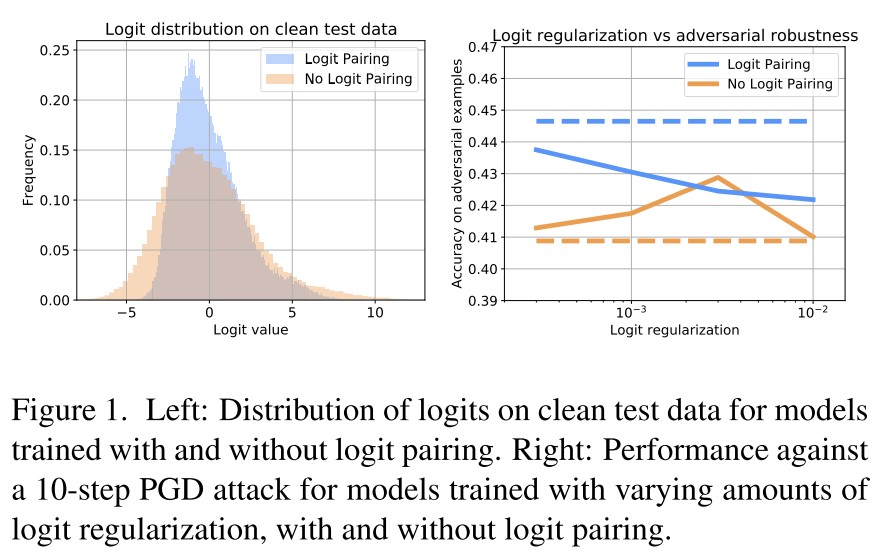 Logit distribution on clean test data
0.25
0.20
0.15
0.10
0.05
0.00
Frequency
Logit Pairing
No Logit Pairing
−5
0
5
10
Logit value
Logit regularization vs adversarial robustness
0.47
0.46
0.45
0.44
0.43
0.42
0.41
0.40
0.39
Accuracy on adversarial examples
Logit Pairing
No Logit Pairing
10⁻³
10⁻²
Logit regularization
Figure 1. Left: Distribution of logits on clean test data for models
trained with and without logit pairing. Right: Performance against
a 10-step PGD attack for models trained with varying amounts of
logit regularization, with and without logit pairing.